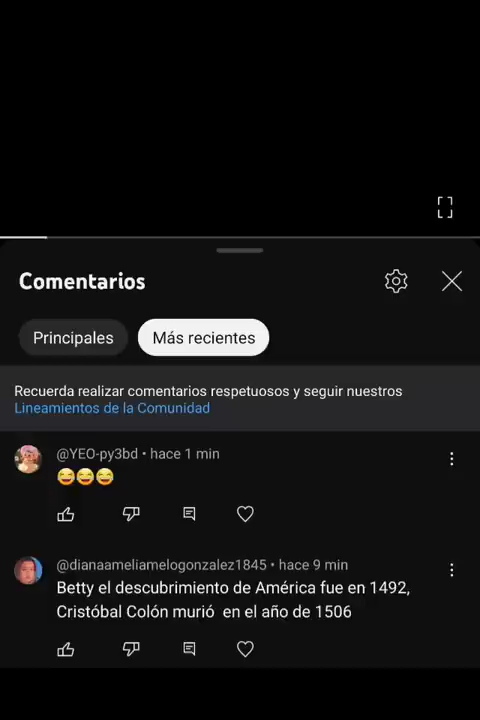 Comentarios
Principales
Más recientes
Recuerda realizar comentarios respetuosos y seguir nuestros
Lineamientos de la Comunidad
@YEO-py3bd • hace 1 min
😂😂😂
@dianaameliamelogonzalez1845 • hace 9 min
Betty el descubrimiento de América fue en 1492,
Cristóbal Colón murió en el año de 1506